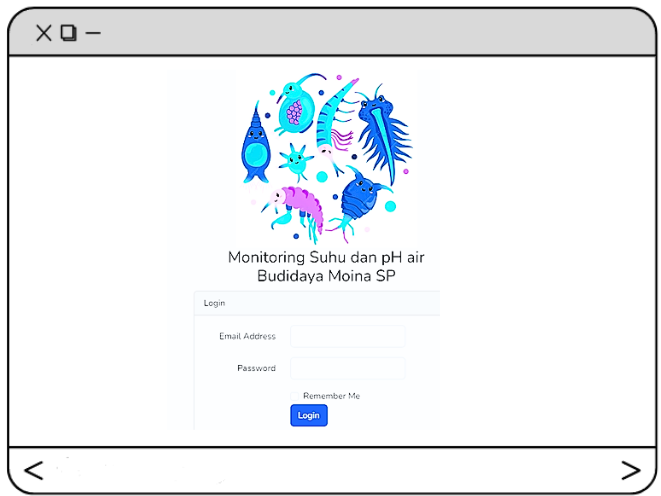 Monitoring Suhu dan pH air
Budidaya Moina SP
Login
Email Address
Password
Remember Me
Login